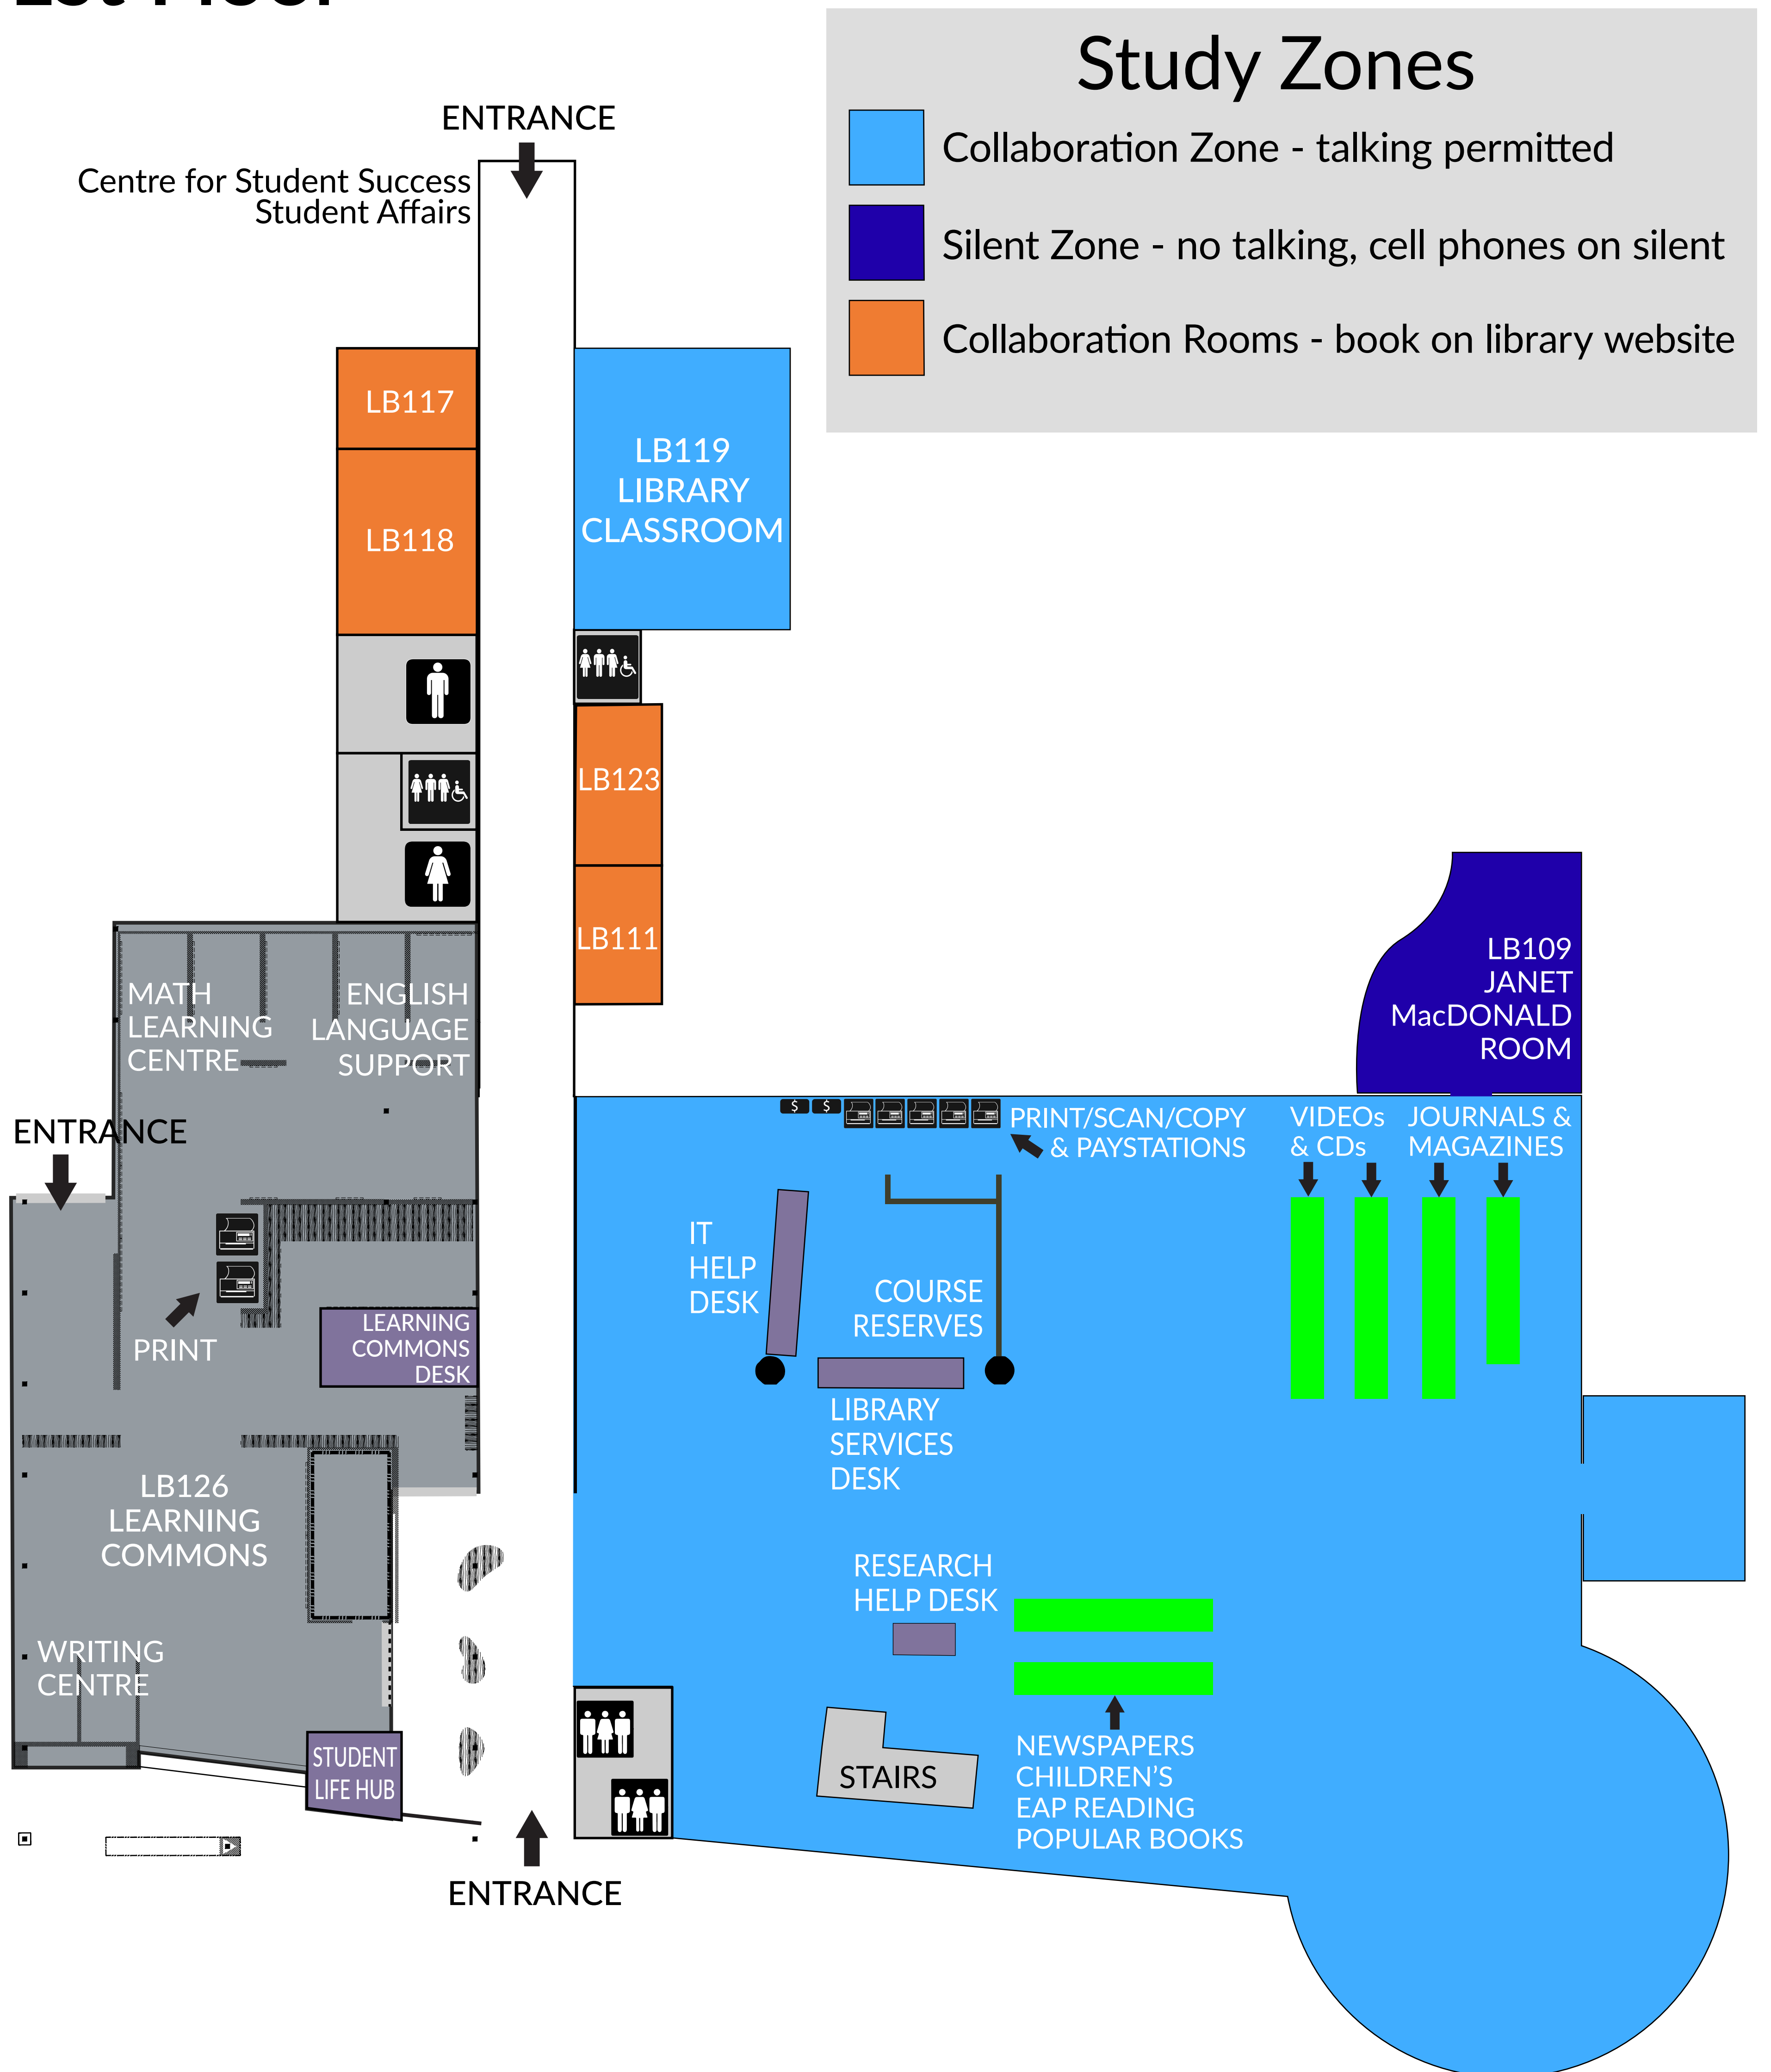 Study Zones
Collaboration Zone - talking permitted
Silent Zone - no talking, cell phones on silent
Collaboration Rooms - book on library website
ENTRANCE
Centre for Student Success
Student Affairs
LB117
LB118
LB119
LIBRARY
CLASSROOM
LB123
LB111
LB109
JANET
MacDONALD
ROOM
MATH
LEARNING
CENTRE
ENGLISH
LANGUAGE
SUPPORT
ENTRANCE
$ $
PRINT/SCAN/COPY
& PAYSTATIONS
VIDEOs
& CDs
JOURNALS &
MAGAZINES
IT
HELP
DESK
COURSE
RESERVES
PRINT
LEARNING
COMMONS
DESK
LIBRARY
SERVICES
DESK
LB126
LEARNING
COMMONS
RESEARCH
HELP DESK
WRITING
CENTRE
STUDENT
LIFE HUB
STAIRS
NEWSPAPERS
CHILDREN'S
EAP READING
POPULAR BOOKS
ENTRANCE